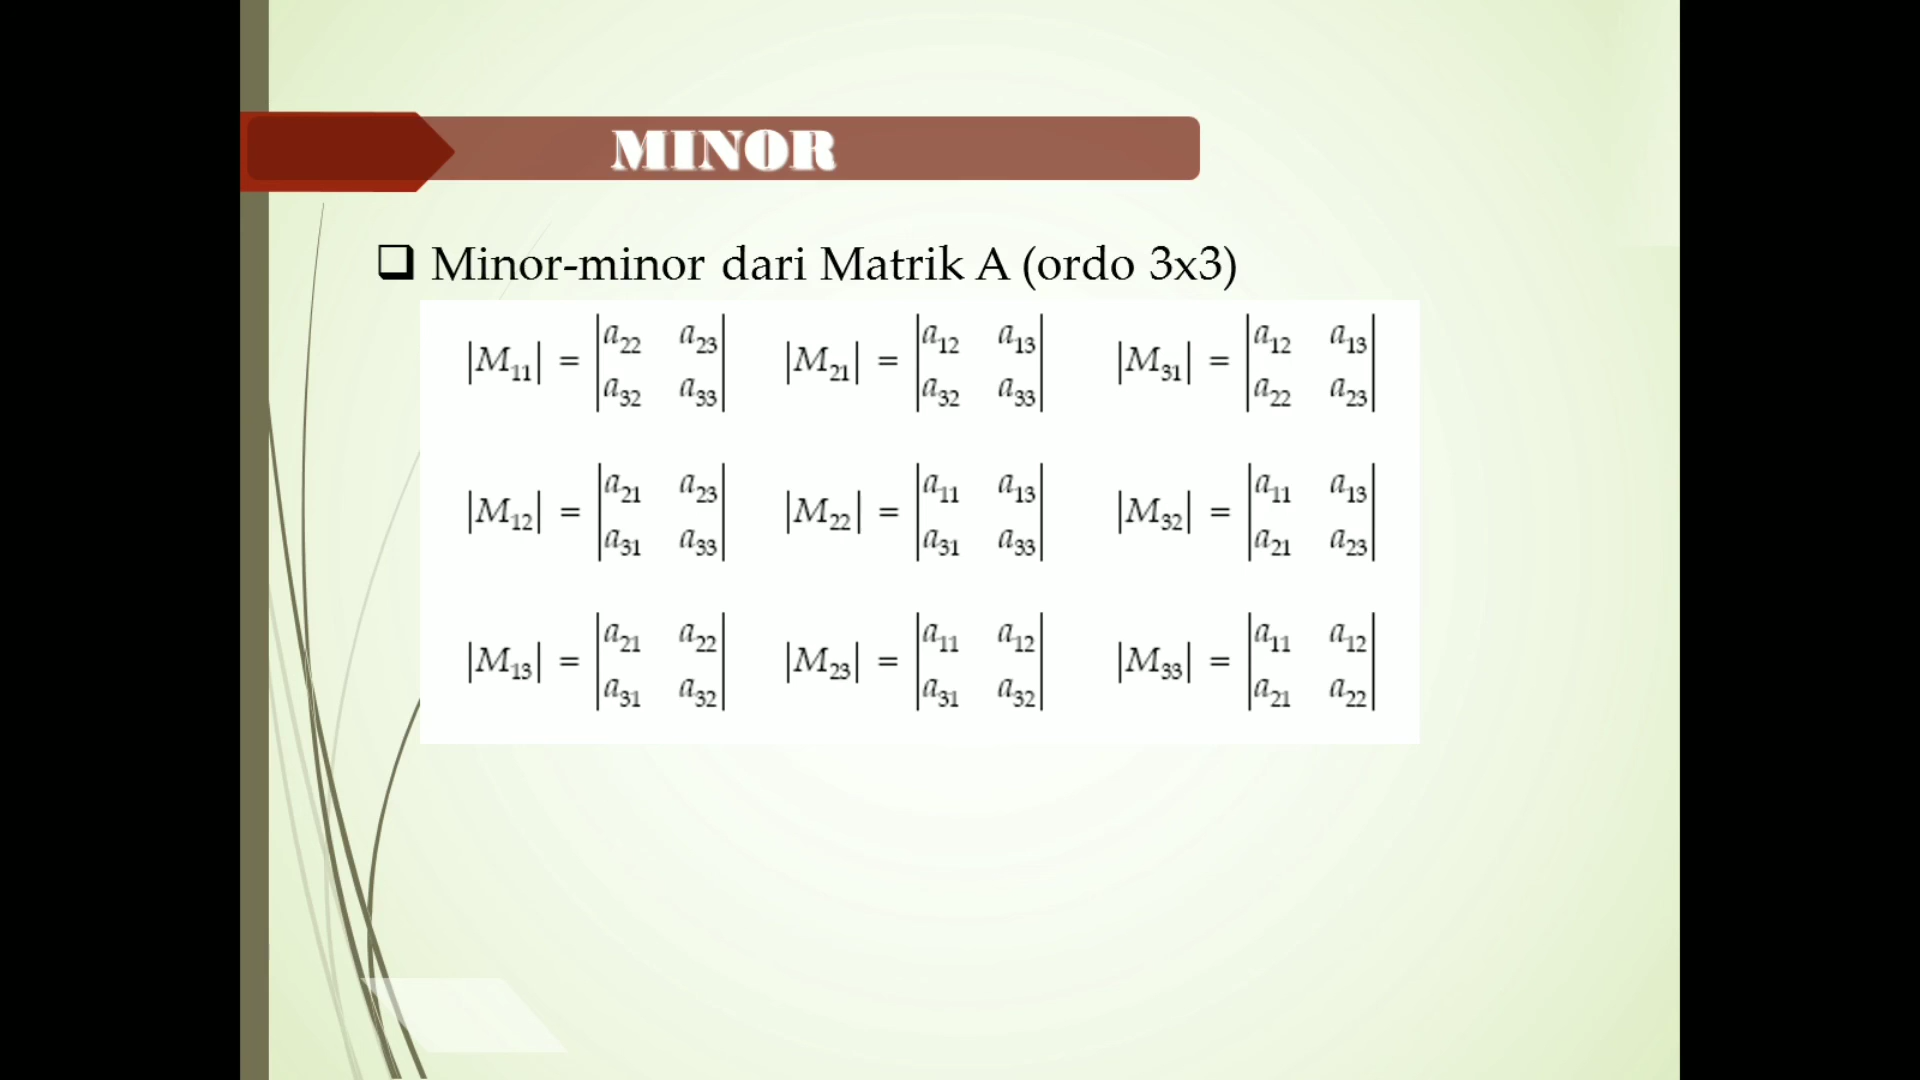 MINOR
❑ Minor-minor dari Matrik A (ordo 3x3)
|M₁₁| = |a₂₂ a₂₃| |M₂₁| = |a₁₂ a₁₃| |M₃₁| = |a₁₂ a₁₃|
|a₃₂ a₃₃| |a₃₂ a₃₃| |a₂₂ a₂₃|
|M₁₂| = |a₂₁ a₂₃| |M₂₂| = |a₁₁ a₁₃| |M₃₂| = |a₁₁ a₁₃|
|a₃₁ a₃₃| |a₃₁ a₃₃| |a₂₁ a₂₃|
|M₁₃| = |a₂₁ a₂₂| |M₂₃| = |a₁₁ a₁₂| |M₃₃| = |a₁₁ a₁₂|
|a₃₁ a₃₂| |a₃₁ a₃₂| |a₂₁ a₂₂|